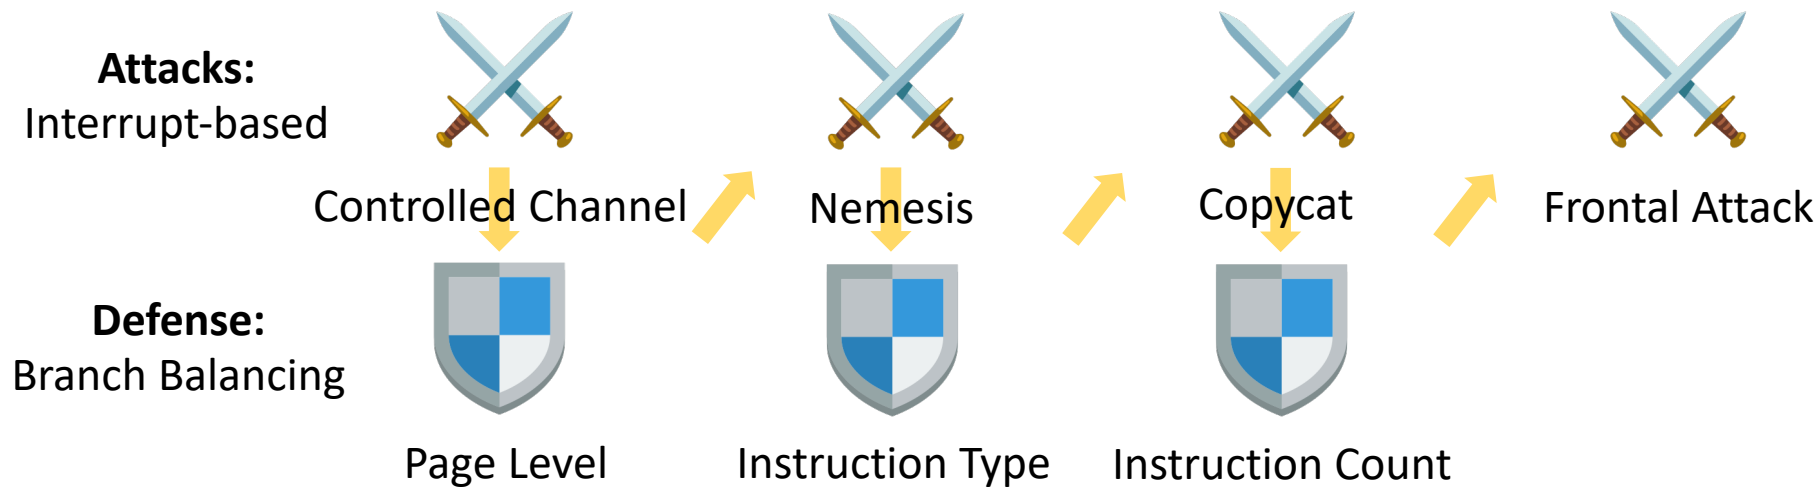 Attacks:
Interrupt-based
Controlled Channel
Nemesis
Copycat
Frontal Attack
Defense:
Branch Balancing
Page Level
Instruction Type
Instruction Count